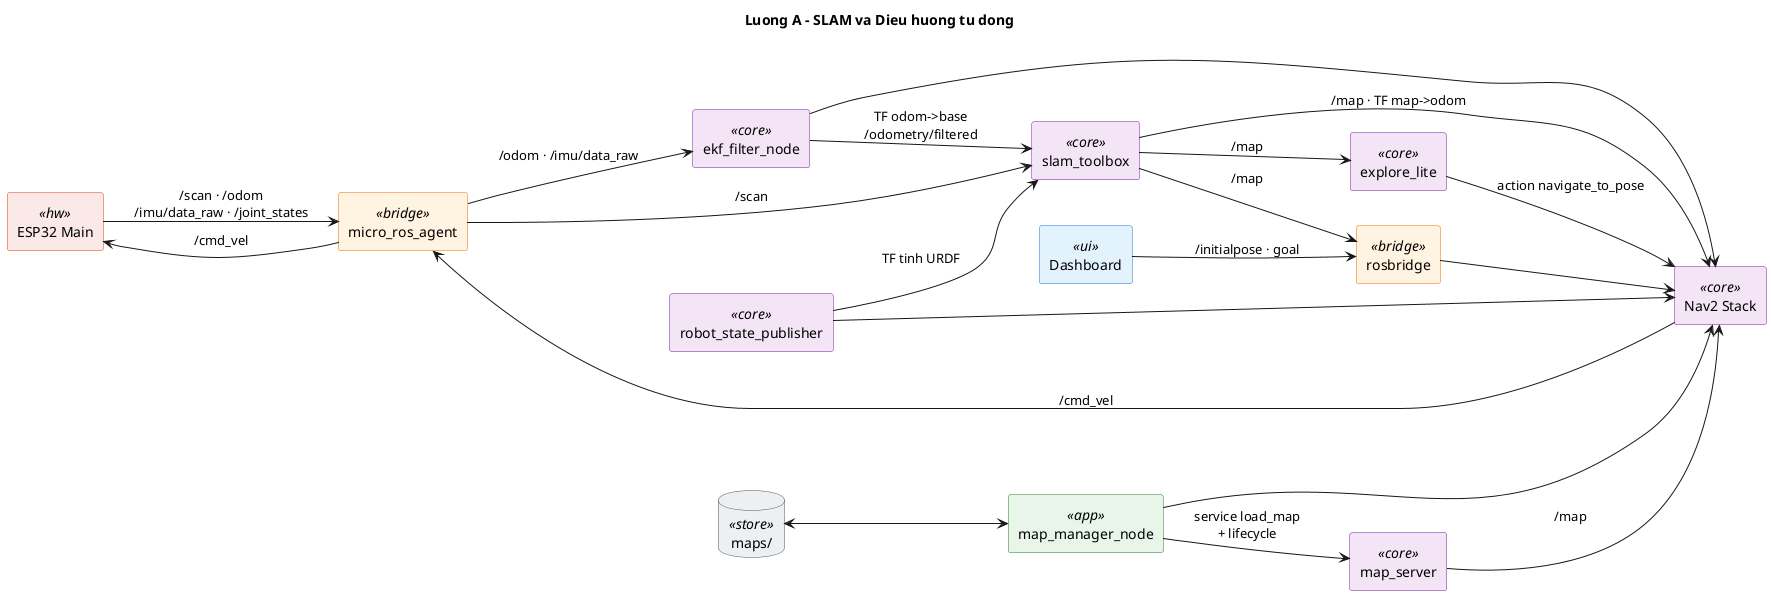 Luong A - SLAM va Dieu huong tu dong
«hw»
ESP32 Main
/scan · /odom
/imu/data_raw · /joint_states
/cmd_vel
«bridge»
micro_ros_agent
/odom · /imu/data_raw
/scan
«core»
ekf_filter_node
TF odom->base
/odometry/filtered
«core»
robot_state_publisher
TF tinh URDF
«core»
slam_toolbox
/map · TF map->odom
/map
/map
«core»
explore_lite
action navigate_to_pose
«ui»
Dashboard
/initialpose · goal
«bridge»
rosbridge
«core»
Nav2 Stack
/cmd_vel
«store»
maps/
«app»
map_manager_node
service load_map
+ lifecycle
«core»
map_server
/map